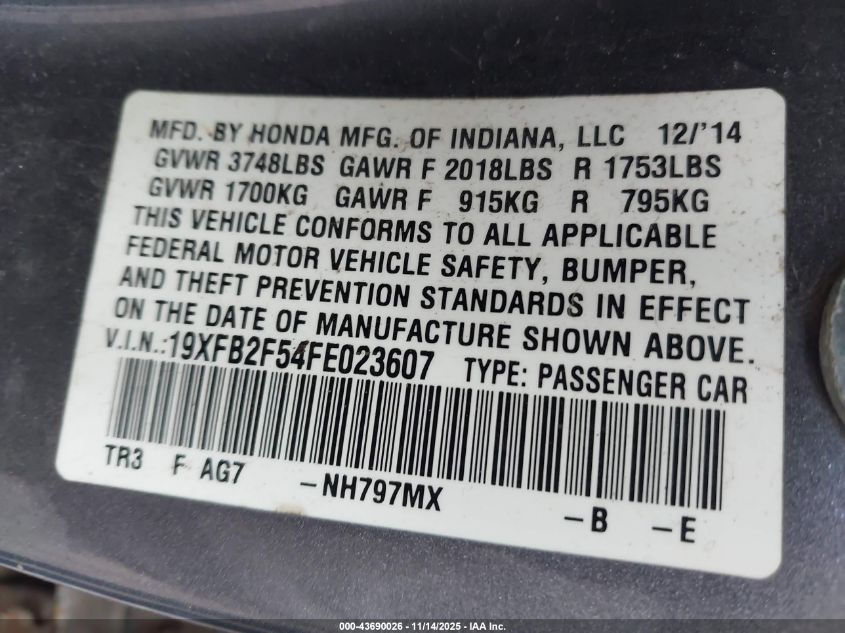 MFD. BY HONDA MFG. OF INDIANA, LLC 12/'14
GVWR 3748LBS GAWR F 2018LBS R 1753LBS
GVWR 1700KG GAWR F 915KG R 795KG
THIS VEHICLE CONFORMS TO ALL APPLICABLE
FEDERAL MOTOR VEHICLE SAFETY, BUMPER,
AND THEFT PREVENTION STANDARDS IN EFFECT
ON THE DATE OF MANUFACTURE SHOWN ABOVE.
V.I.N.:19XFB2F54FE023607 TYPE: PASSENGER CAR
TR3 F AG7 -NH797MX -B -E
000-43690026 - 11/14/2025 - IAA Inc.